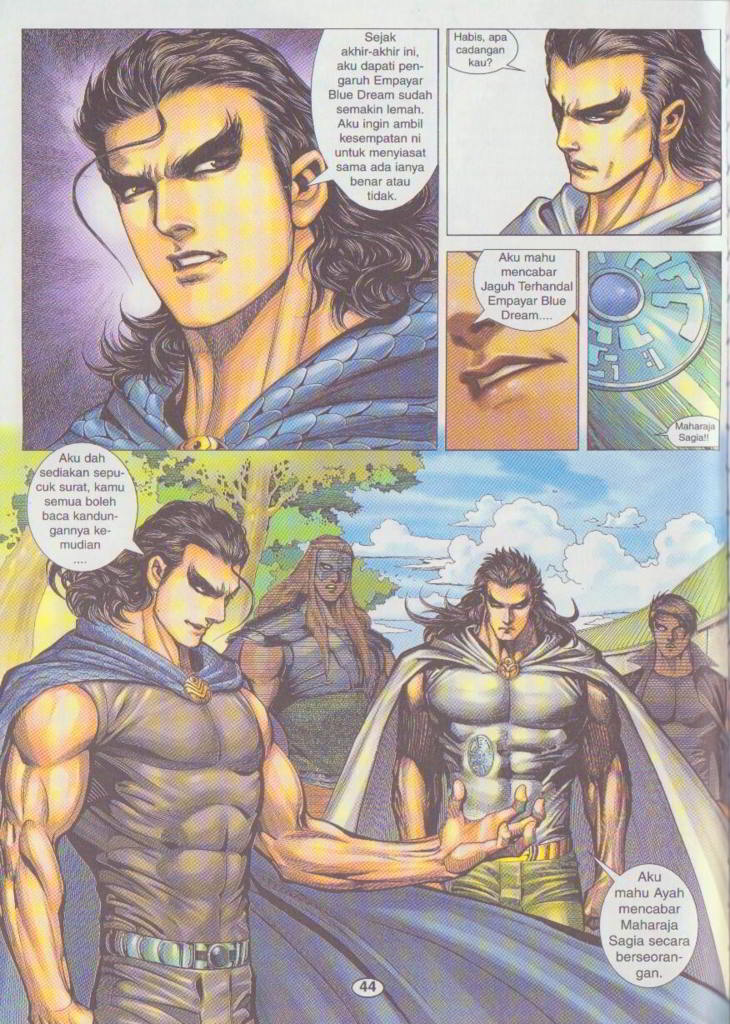 Sejak
akhir-akhir ini,
aku dapati pen-
garuh Empayar
Blue Dream sudah
semakin lemah.
Aku ingin ambil
kesempatan ni
untuk menyiasat
sama ada ianya
benar atau
tidak.
Habis, apa
cadangan
kau?
Aku mahu
mencabar
Jaguh Terhandal
Empayar Blue
Dream....
Maharaja
Sagia!!
Aku dah
sediakan sepu-
cuk surat, kamu
semua boleh
baca kandun-
gannya ke-
mudian
....
Aku
mahu Ayah
mencabar
Maharaja
Sagia secara
berseoran-
gan.
44